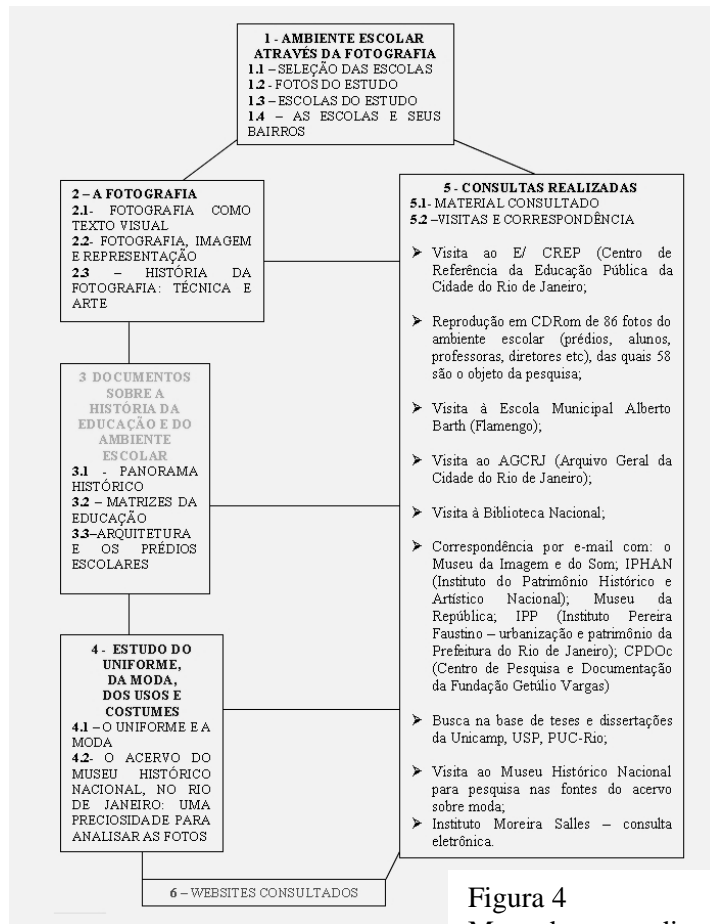 1 - AMBIENTE ESCOLAR
ATRAVÉS DA FOTOGRAFIA
1.1 – SELEÇÃO DAS ESCOLAS
1.2 - FOTOS DO ESTUDO
1.3 – ESCOLAS DO ESTUDO
1.4 – AS ESCOLAS E SEUS
BAIRROS
2 – A FOTOGRAFIA
2.1- FOTOGRAFIA COMO
TEXTO VISUAL
2.2- FOTOGRAFIA, IMAGEM
E REPRESENTAÇÃO
2.3 – HISTÓRIA DA
FOTOGRAFIA: TÉCNICA E
ARTE
3 DOCUMENTOS
SOBRE A
HISTÓRIA DA
EDUCAÇÃO E DO
AMBIENTE
ESCOLAR
3.1 - PANORAMA
HISTÓRICO
3.2 – MATRIZES DA
EDUCAÇÃO
3.3–ARQUITETURA
E OS PRÉDIOS
ESCOLARES
4 - ESTUDO DO
UNIFORME,
DA MODA,
DOS USOS E
COSTUMES
4.1 – O UNIFORME E A
MODA
4.2- O ACERVO DO
MUSEU HISTÓRICO
NACIONAL, NO RIO
DE JANEIRO: UMA
PRECIOSIDADE PARA
ANALISAR AS FOTOS
5 - CONSULTAS REALIZADAS
5.1- MATERIAL CONSULTADO
5.2 –VISITAS E CORRESPONDÊNCIA
➤ Visita ao E/ CREP (Centro de
Referência da Educação Pública da
Cidade do Rio de Janeiro;
➤ Reprodução em CDRom de 86 fotos do
ambiente escolar (prédios, alunos,
professoras, diretores etc), das quais 58
são o objeto da pesquisa;
➤ Visita à Escola Municipal Alberto
Barth (Flamengo);
➤ Visita ao AGCRJ (Arquivo Geral da
Cidade do Rio de Janeiro);
➤ Visita à Biblioteca Nacional;
➤ Correspondência por e-mail com: o
Museu da Imagem e do Som; IPHAN
(Instituto do Patrimônio Histórico e
Artístico Nacional); Museu da
República; IPP (Instituto Pereira
Faustino – urbanização e patrimônio da
Prefeitura do Rio de Janeiro); CPDOc
(Centro de Pesquisa e Documentação
da Fundação Getúlio Vargas)
➤ Busca na base de teses e dissertações
da Unicamp, USP, PUC-Rio;
➤ Visita ao Museu Histórico Nacional
para pesquisa nas fontes do acervo
sobre moda;
➤ Instituto Moreira Salles – consulta
eletrônica.
6 – WEBSITES CONSULTADOS
Figura 4